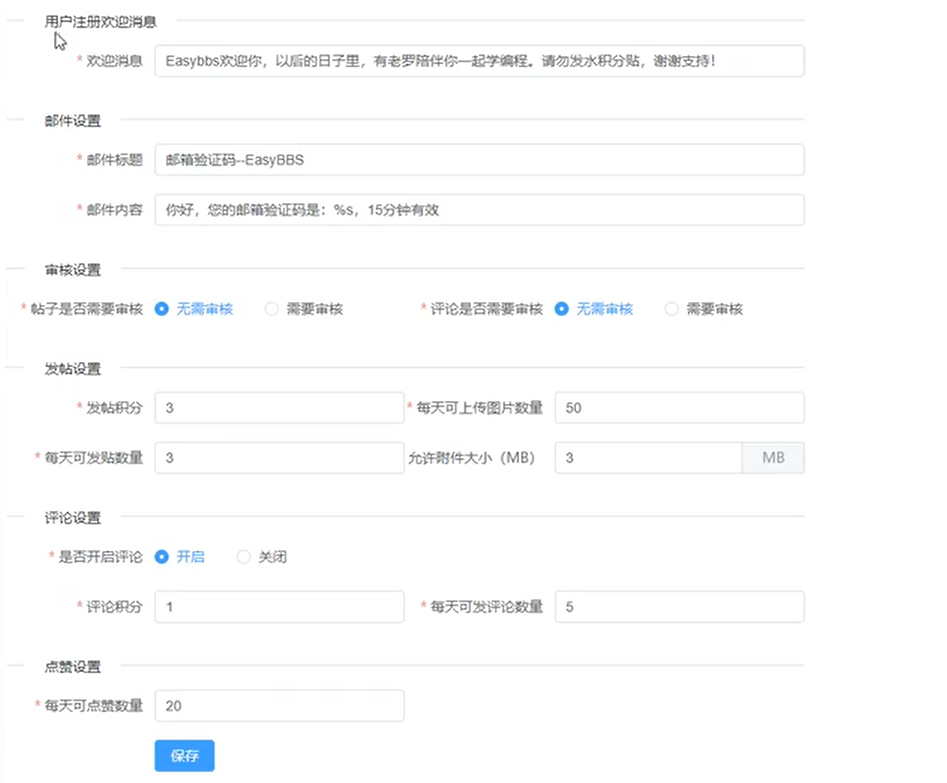 用户注册欢迎消息
* 欢迎消息 Easybbs欢迎你，以后的日子里，有老罗陪伴你一起学编程。请勿发水积分贴，谢谢支持！
邮件设置
* 邮件标题 邮箱验证码--EasyBBS
* 邮件内容 你好，您的邮箱验证码是：%s，15分钟有效
审核设置
* 帖子是否需要审核 无需审核 需要审核 * 评论是否需要审核 无需审核 需要审核
发帖设置
* 发帖积分 3 * 每天可上传图片数量 50
* 每天可发贴数量 3 允许附件大小（MB） 3 MB
评论设置
* 是否开启评论 开启 关闭
* 评论积分 1 * 每天可发评论数量 5
点赞设置
* 每天可点赞数量 20
保存